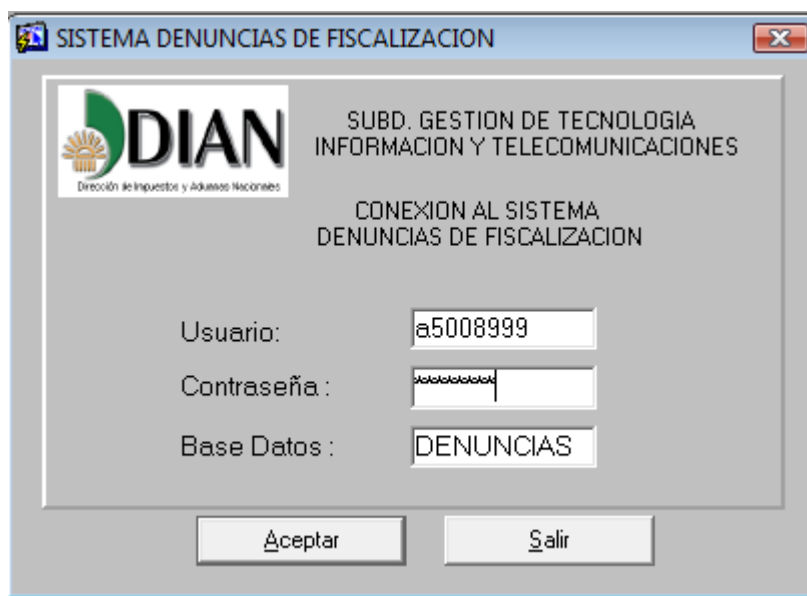 SISTEMA DENUNCIAS DE FISCALIZACION
DIAN
Dirección de Impuestos y Aduanas Nacionales
SUBD. GESTION DE TECNOLOGIA
INFORMACION Y TELECOMUNICACIONES
CONEXION AL SISTEMA
DENUNCIAS DE FISCALIZACION
Usuario: a5008999
Contraseña : *********
Base Datos : DENUNCIAS
Aceptar Salir